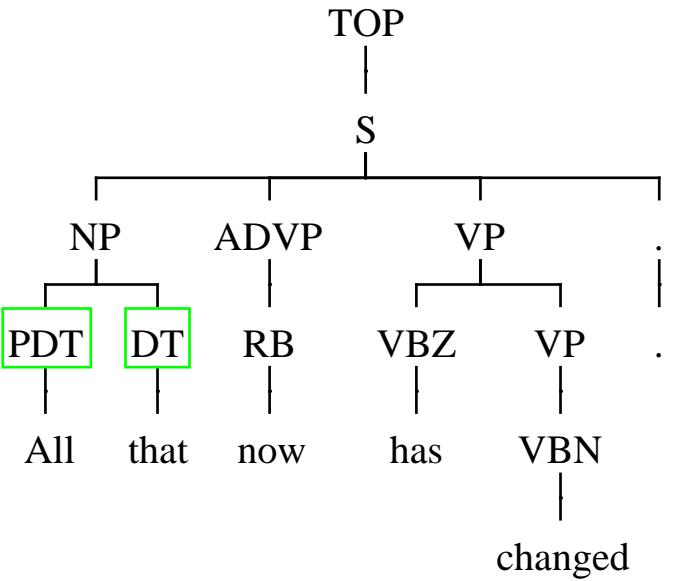 TOP
S
NP ADVP VP .
PDT DT RB VBZ VP .
All that now has VBN
changed